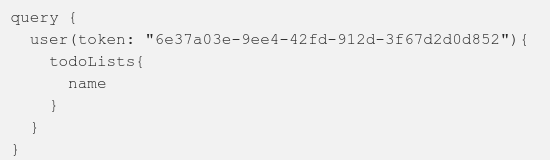 query {
  user(token: "6e37a03e-9ee4-42fd-912d-3f67d2d0d852"){
    todoLists{
      name
    }
  }
}